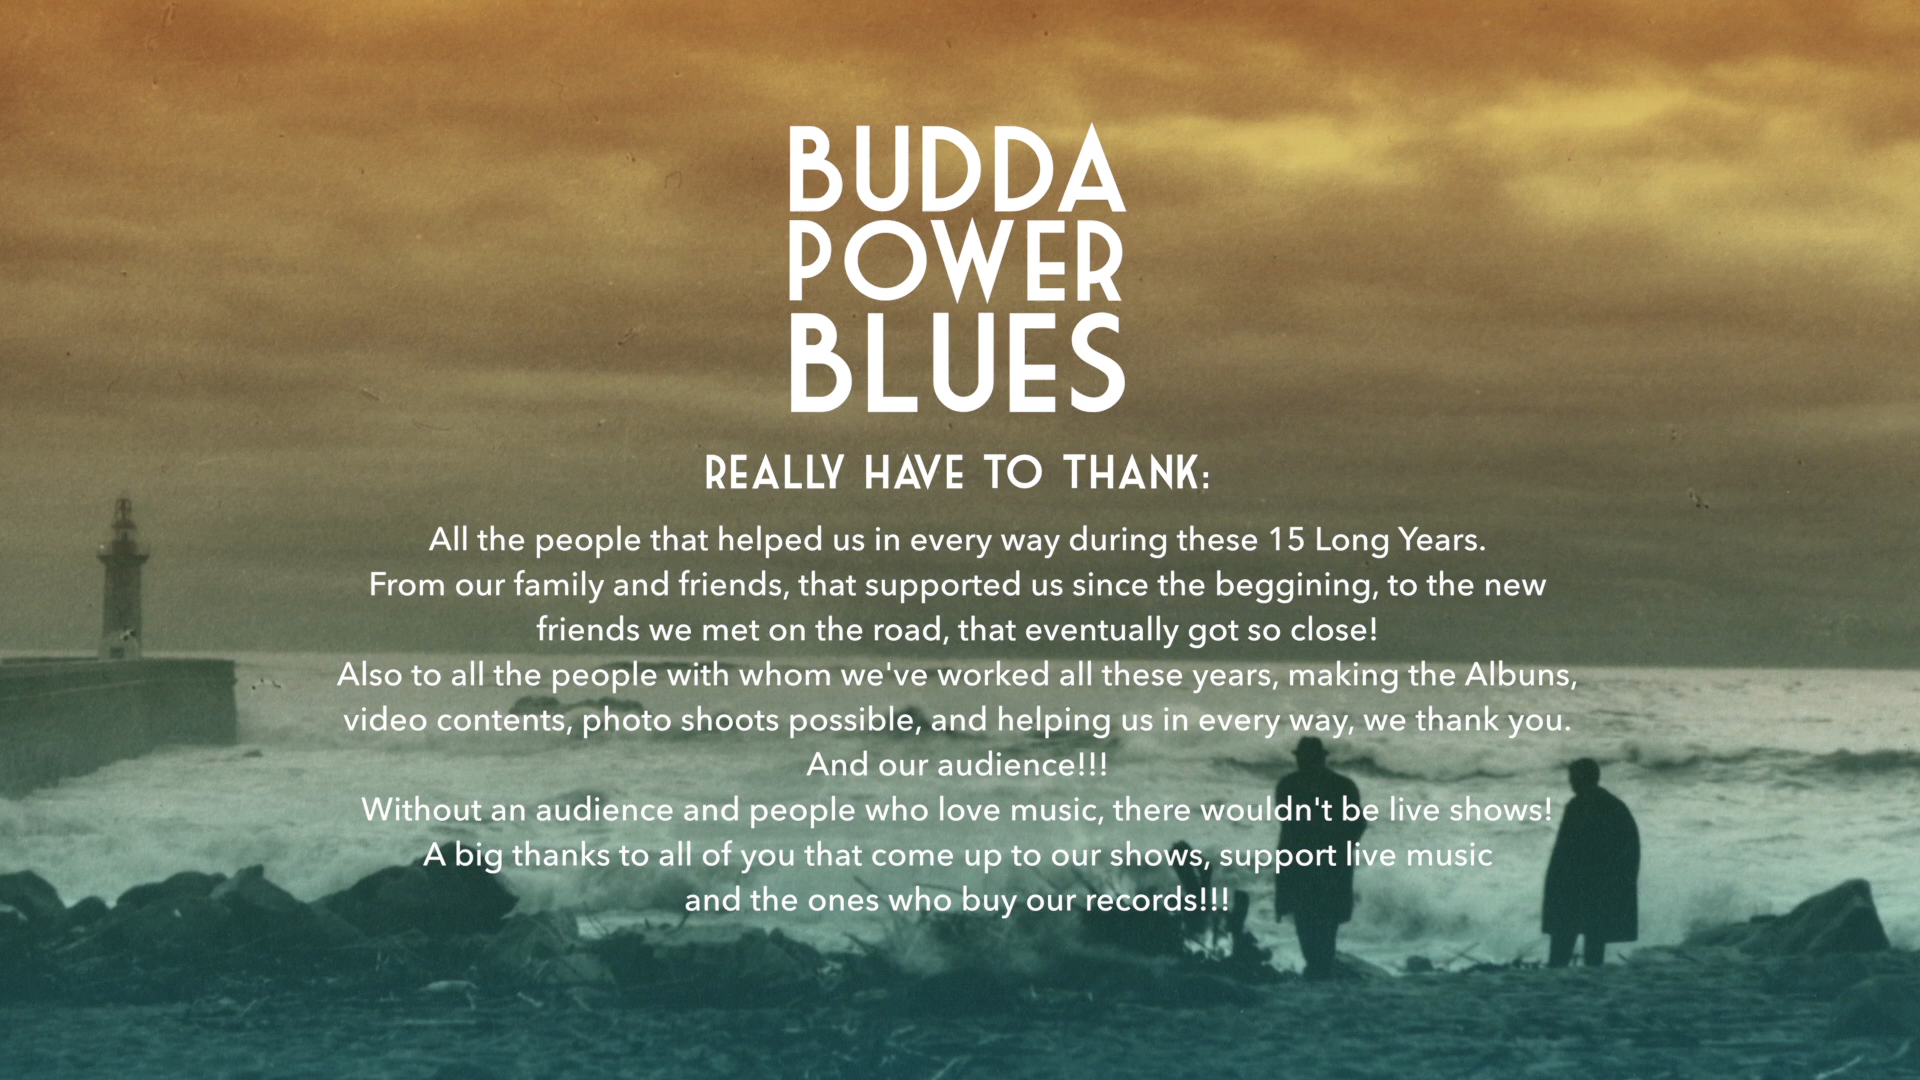 BUDDA
POWER
BLUES
REALLY HAVE TO THANK:
All the people that helped us in every way during these 15 Long Years.
From our family and friends, that supported us since the beggining, to the new
friends we met on the road, that eventually got so close!
Also to all the people with whom we've worked all these years, making the Albuns,
video contents, photo shoots possible, and helping us in every way, we thank you.
And our audience!!!
Without an audience and people who love music, there wouldn't be live shows!
A big thanks to all of you that come up to our shows, support live music
and the ones who buy our records!!!